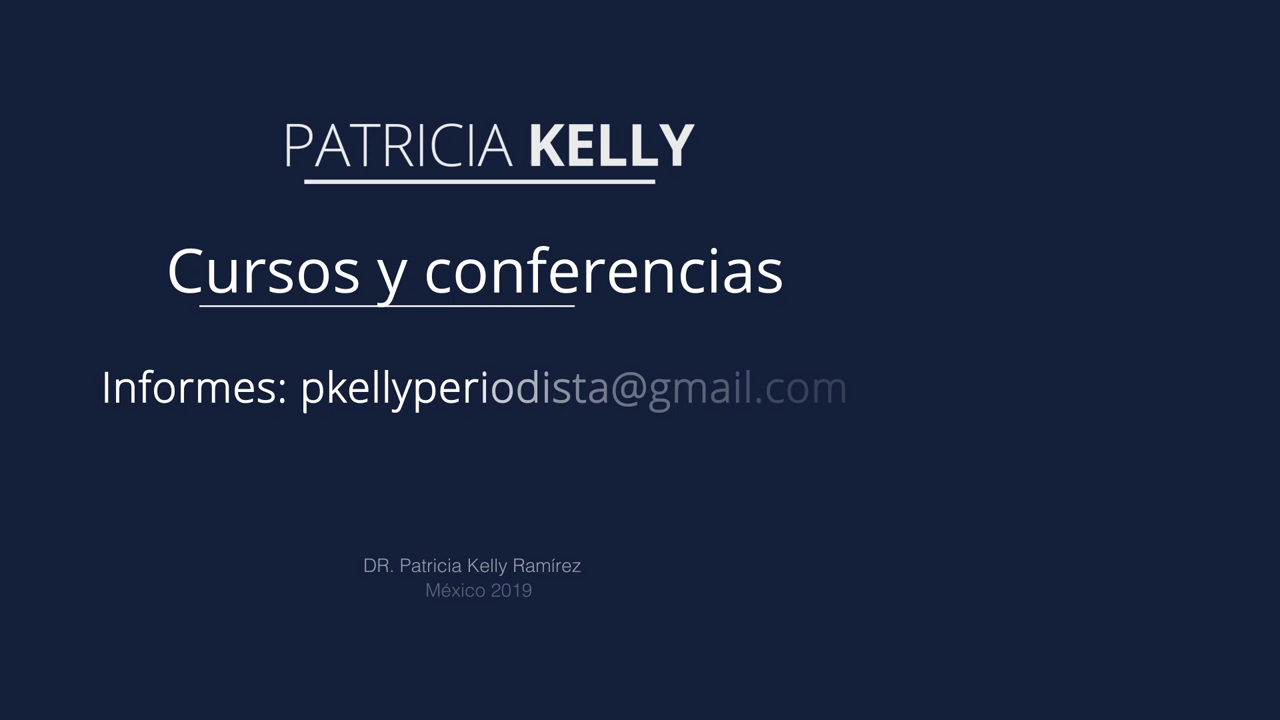 PATRICIA KELLY
Cursos y conferencias
Informes: pkellyperiodista@gmail.com
DR. Patricia Kelly Ramírez
México 2019